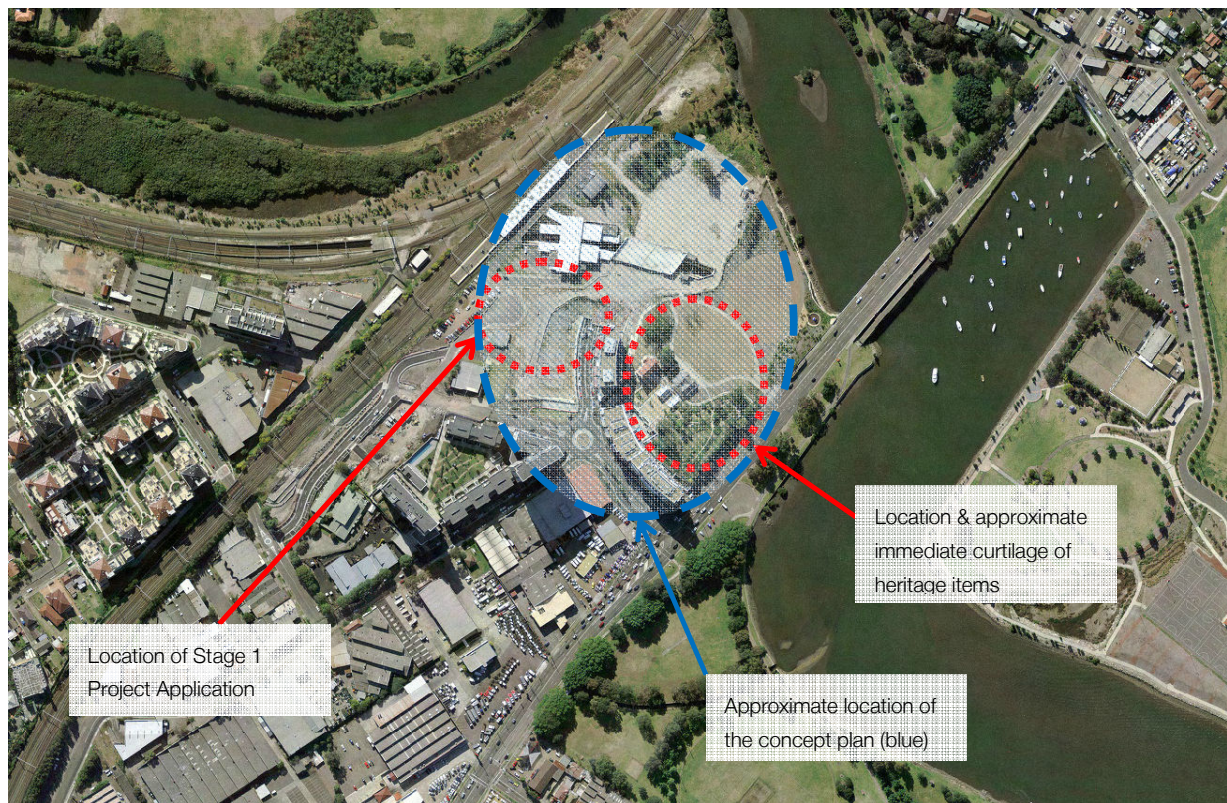 Location & approximate
immediate curtilage of
heritage items
Location of Stage 1
Project Application
Approximate location of
the concept plan (blue)